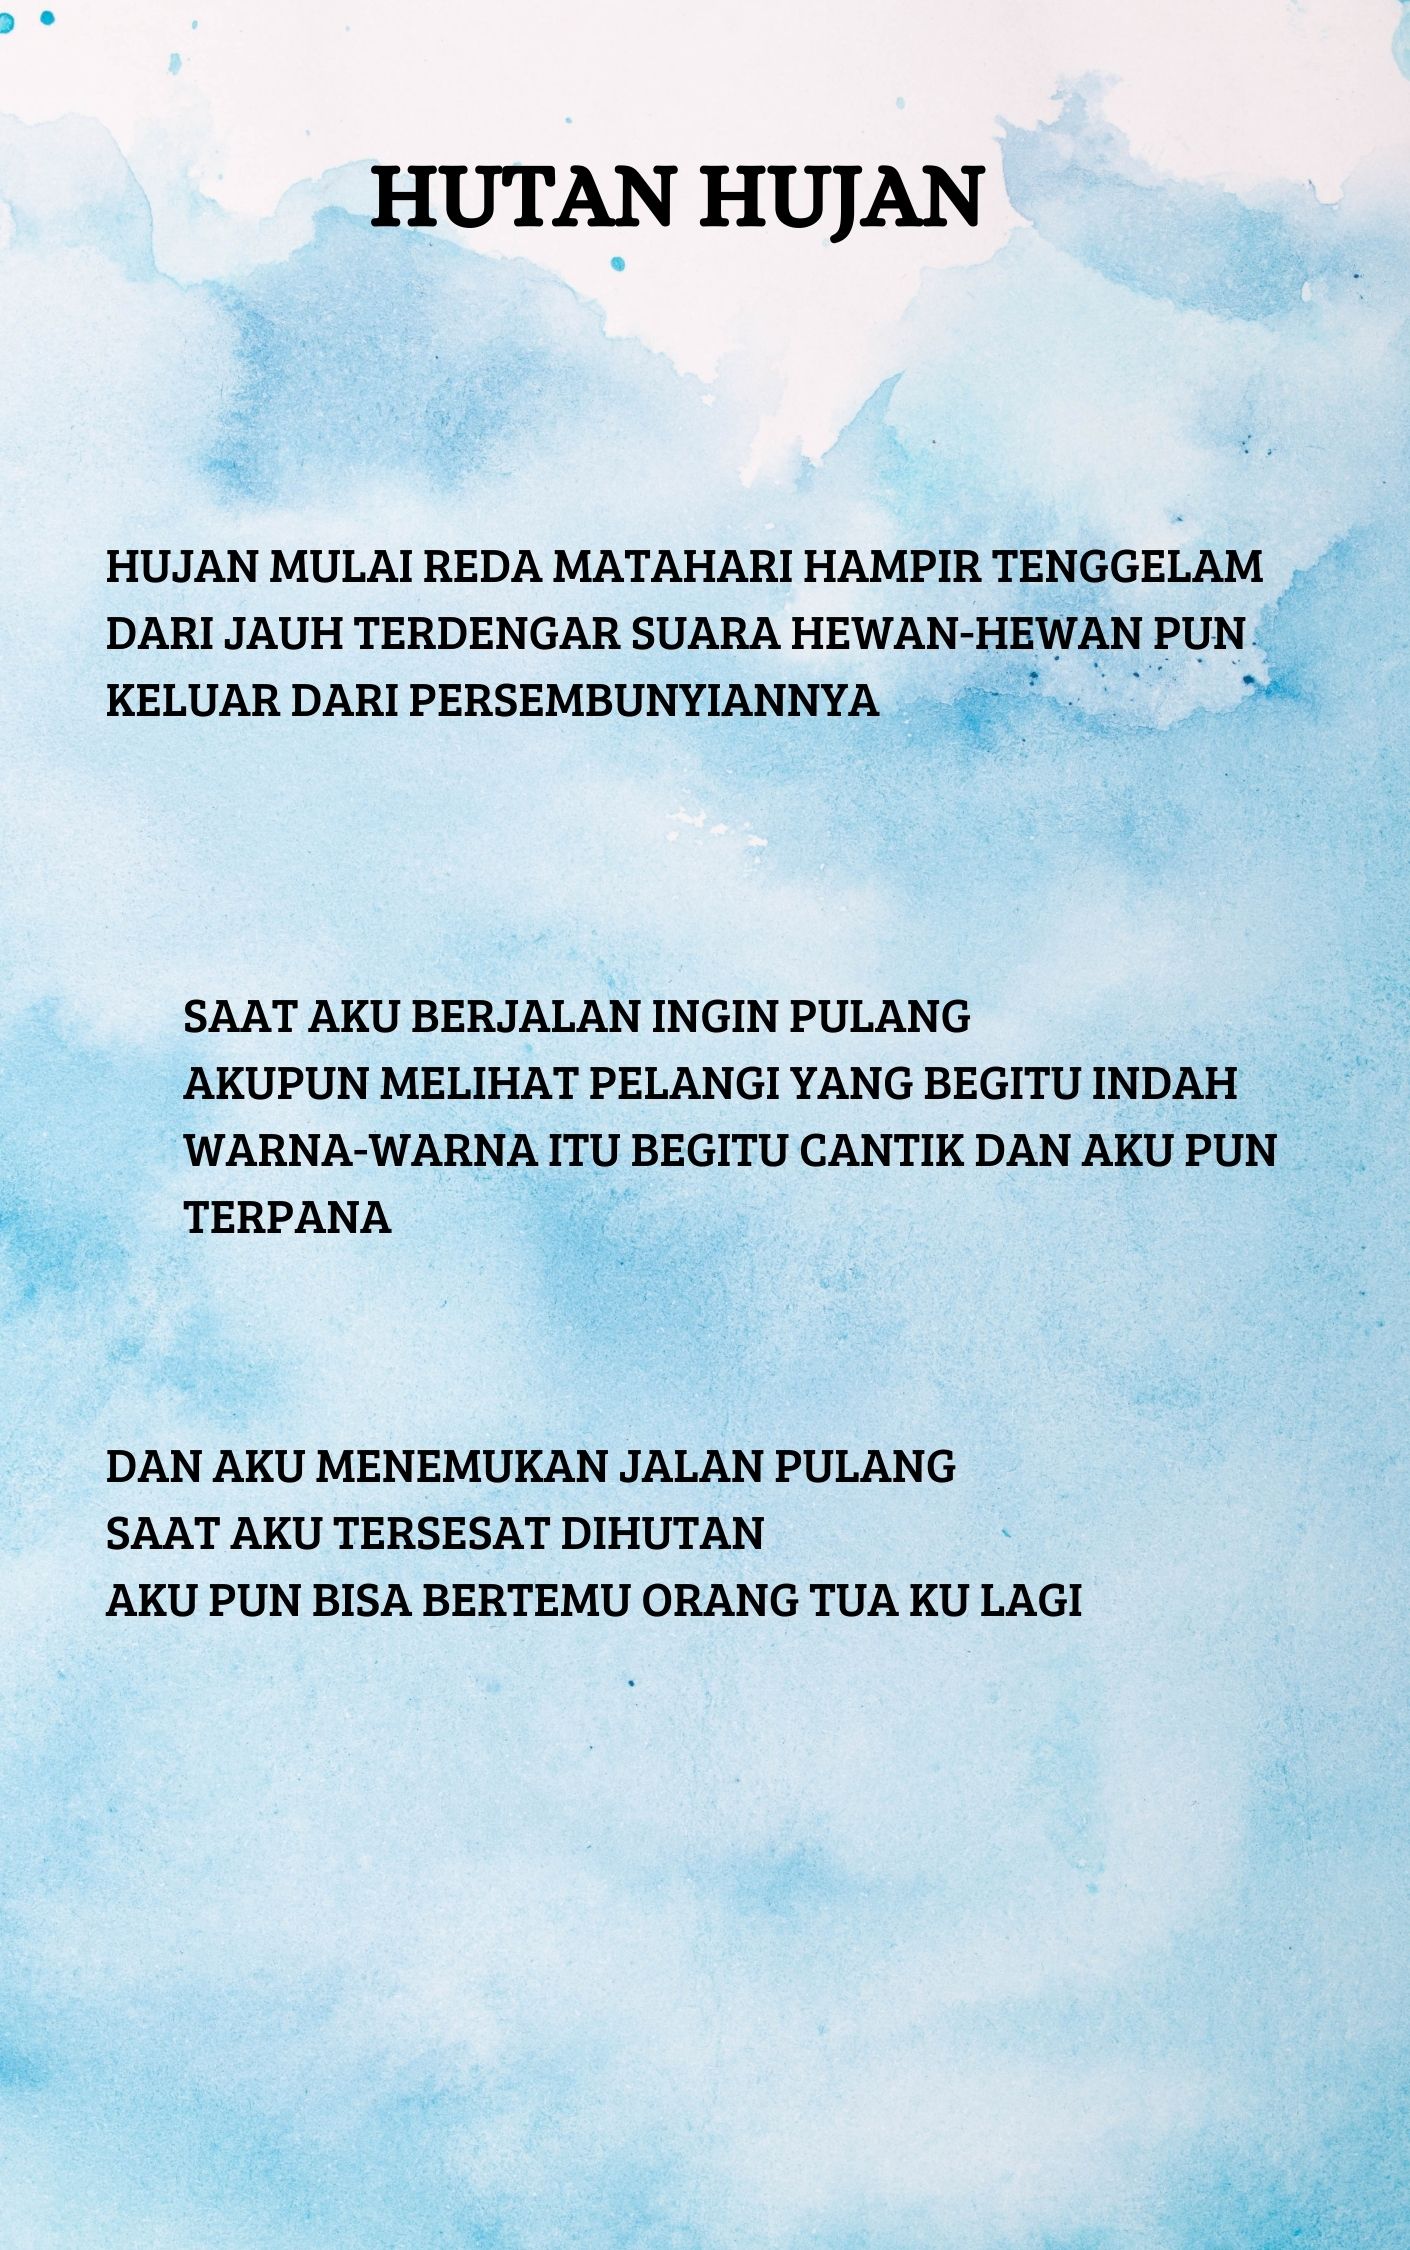 HUTAN HUJAN
HUJAN MULAI REDA MATAHARI HAMPIR TENGGELAM
DARI JAUH TERDENGAR SUARA HEWAN-HEWAN PUN
KELUAR DARI PERSEMBUNYIANNYA
SAAT AKU BERJALAN INGIN PULANG
AKUPUN MELIHAT PELANGI YANG BEGITU INDAH
WARNA-WARNA ITU BEGITU CANTIK DAN AKU PUN
TERPANA
DAN AKU MENEMUKAN JALAN PULANG
SAAT AKU TERSESAT DIHUTAN
AKU PUN BISA BERTEMU ORANG TUA KU LAGI